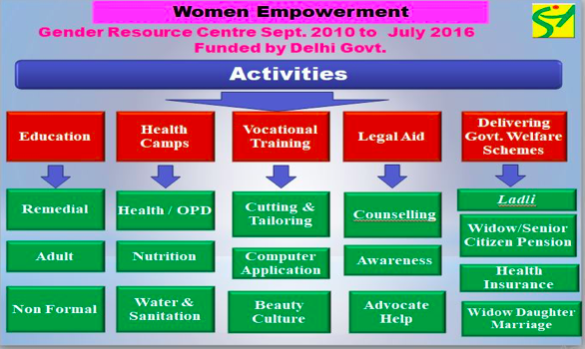 Women Empowerment
Gender Resource Centre Sept. 2010 to July 2016
Funded by Delhi Govt.
Activities
Education
Health
Camps
Vocational
Training
Legal Aid
Delivering
Govt. Welfare
Schemes
Remedial
Adult
Non Formal
Health / OPD
Nutrition
Water &
Sanitation
Cutting &
Tailoring
Computer
Application
Beauty
Culture
Counselling
Awareness
Advocate
Help
Ladli
Widow/Senior
Citizen Pension
Health
Insurance
Widow Daughter
Marriage